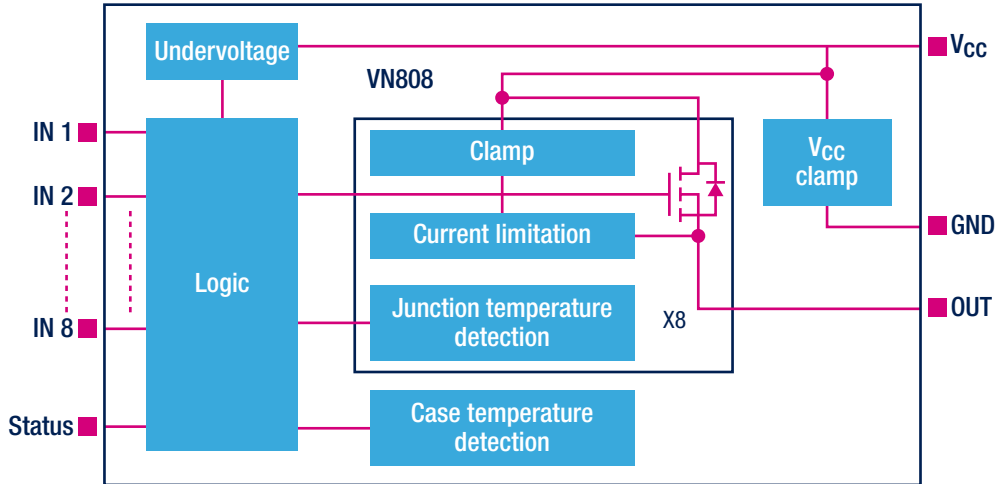 Undervoltage
VCC
VN808
IN 1
Clamp
VCC
clamp
IN 2
GND
Current limitation
Logic
OUT
Junction temperature
detection
X8
IN 8
Case temperature
detection
Status